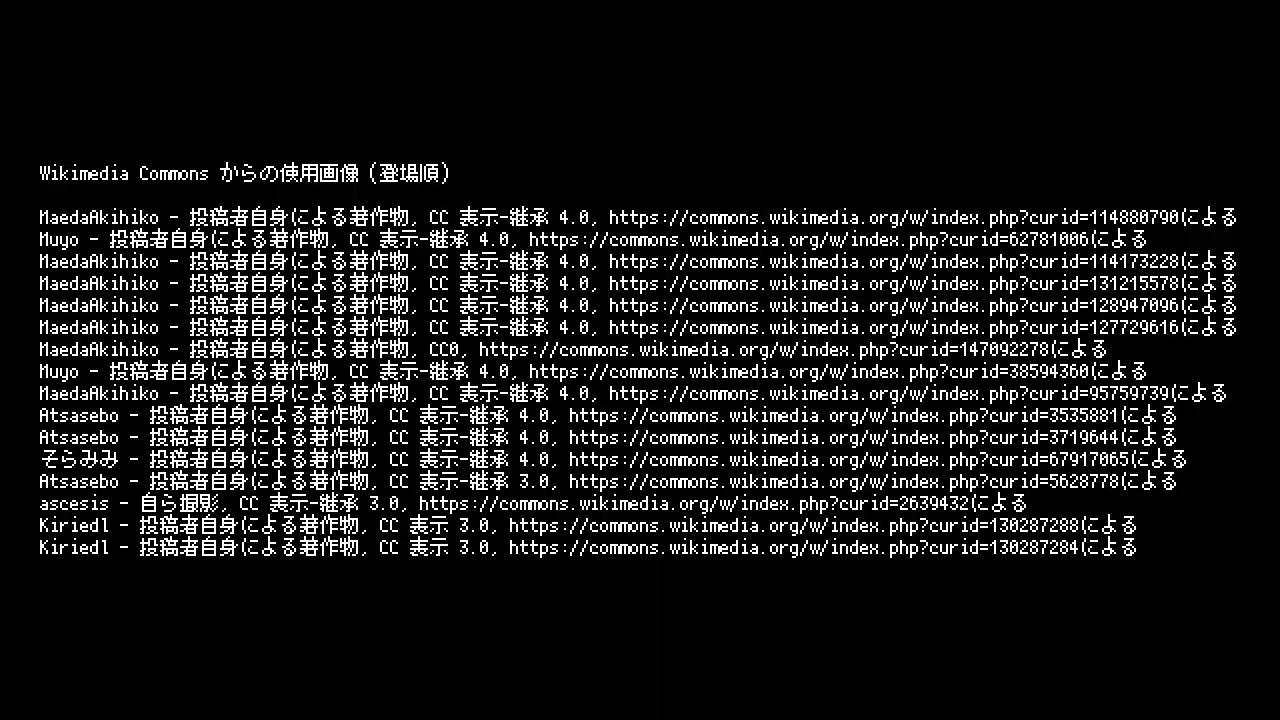 Wikimedia Commons からの使用画像 (登場順)
MaedaAkihiko - 投稿者自身による著作物, CC 表示-継承 4.0, https://commons.wikimedia.org/w/index.php?curid=114880790による
Muyo - 投稿者自身による著作物, CC 表示-継承 4.0, https://commons.wikimedia.org/w/index.php?curid=62781006による
MaedaAkihiko - 投稿者自身による著作物, CC 表示-継承 4.0, https://commons.wikimedia.org/w/index.php?curid=114173228による
MaedaAkihiko - 投稿者自身による著作物, CC 表示-継承 4.0, https://commons.wikimedia.org/w/index.php?curid=131215578による
MaedaAkihiko - 投稿者自身による著作物, CC 表示-継承 4.0, https://commons.wikimedia.org/w/index.php?curid=128947096による
MaedaAkihiko - 投稿者自身による著作物, CC 表示-継承 4.0, https://commons.wikimedia.org/w/index.php?curid=127729616による
MaedaAkihiko - 投稿者自身による著作物, CC0, https://commons.wikimedia.org/w/index.php?curid=147092278による
Muyo - 投稿者自身による著作物, CC 表示-継承 4.0, https://commons.wikimedia.org/w/index.php?curid=38594360による
MaedaAkihiko - 投稿者自身による著作物, CC 表示-継承 4.0, https://commons.wikimedia.org/w/index.php?curid=95759739による
Atsasebo - 投稿者自身による著作物, CC 表示-継承 4.0, https://commons.wikimedia.org/w/index.php?curid=3535881による
Atsasebo - 投稿者自身による著作物, CC 表示-継承 4.0, https://commons.wikimedia.org/w/index.php?curid=3719644による
そらみみ - 投稿者自身による著作物, CC 表示-継承 4.0, https://commons.wikimedia.org/w/index.php?curid=67917065による
Atsasebo - 投稿者自身による著作物, CC 表示-継承 3.0, https://commons.wikimedia.org/w/index.php?curid=5628778による
ascesis - 自ら撮影, CC 表示-継承 3.0, https://commons.wikimedia.org/w/index.php?curid=2639432による
Kiriedl - 投稿者自身による著作物, CC 表示 3.0, https://commons.wikimedia.org/w/index.php?curid=130287288による
Kiriedl - 投稿者自身による著作物, CC 表示 3.0, https://commons.wikimedia.org/w/index.php?curid=130287284による